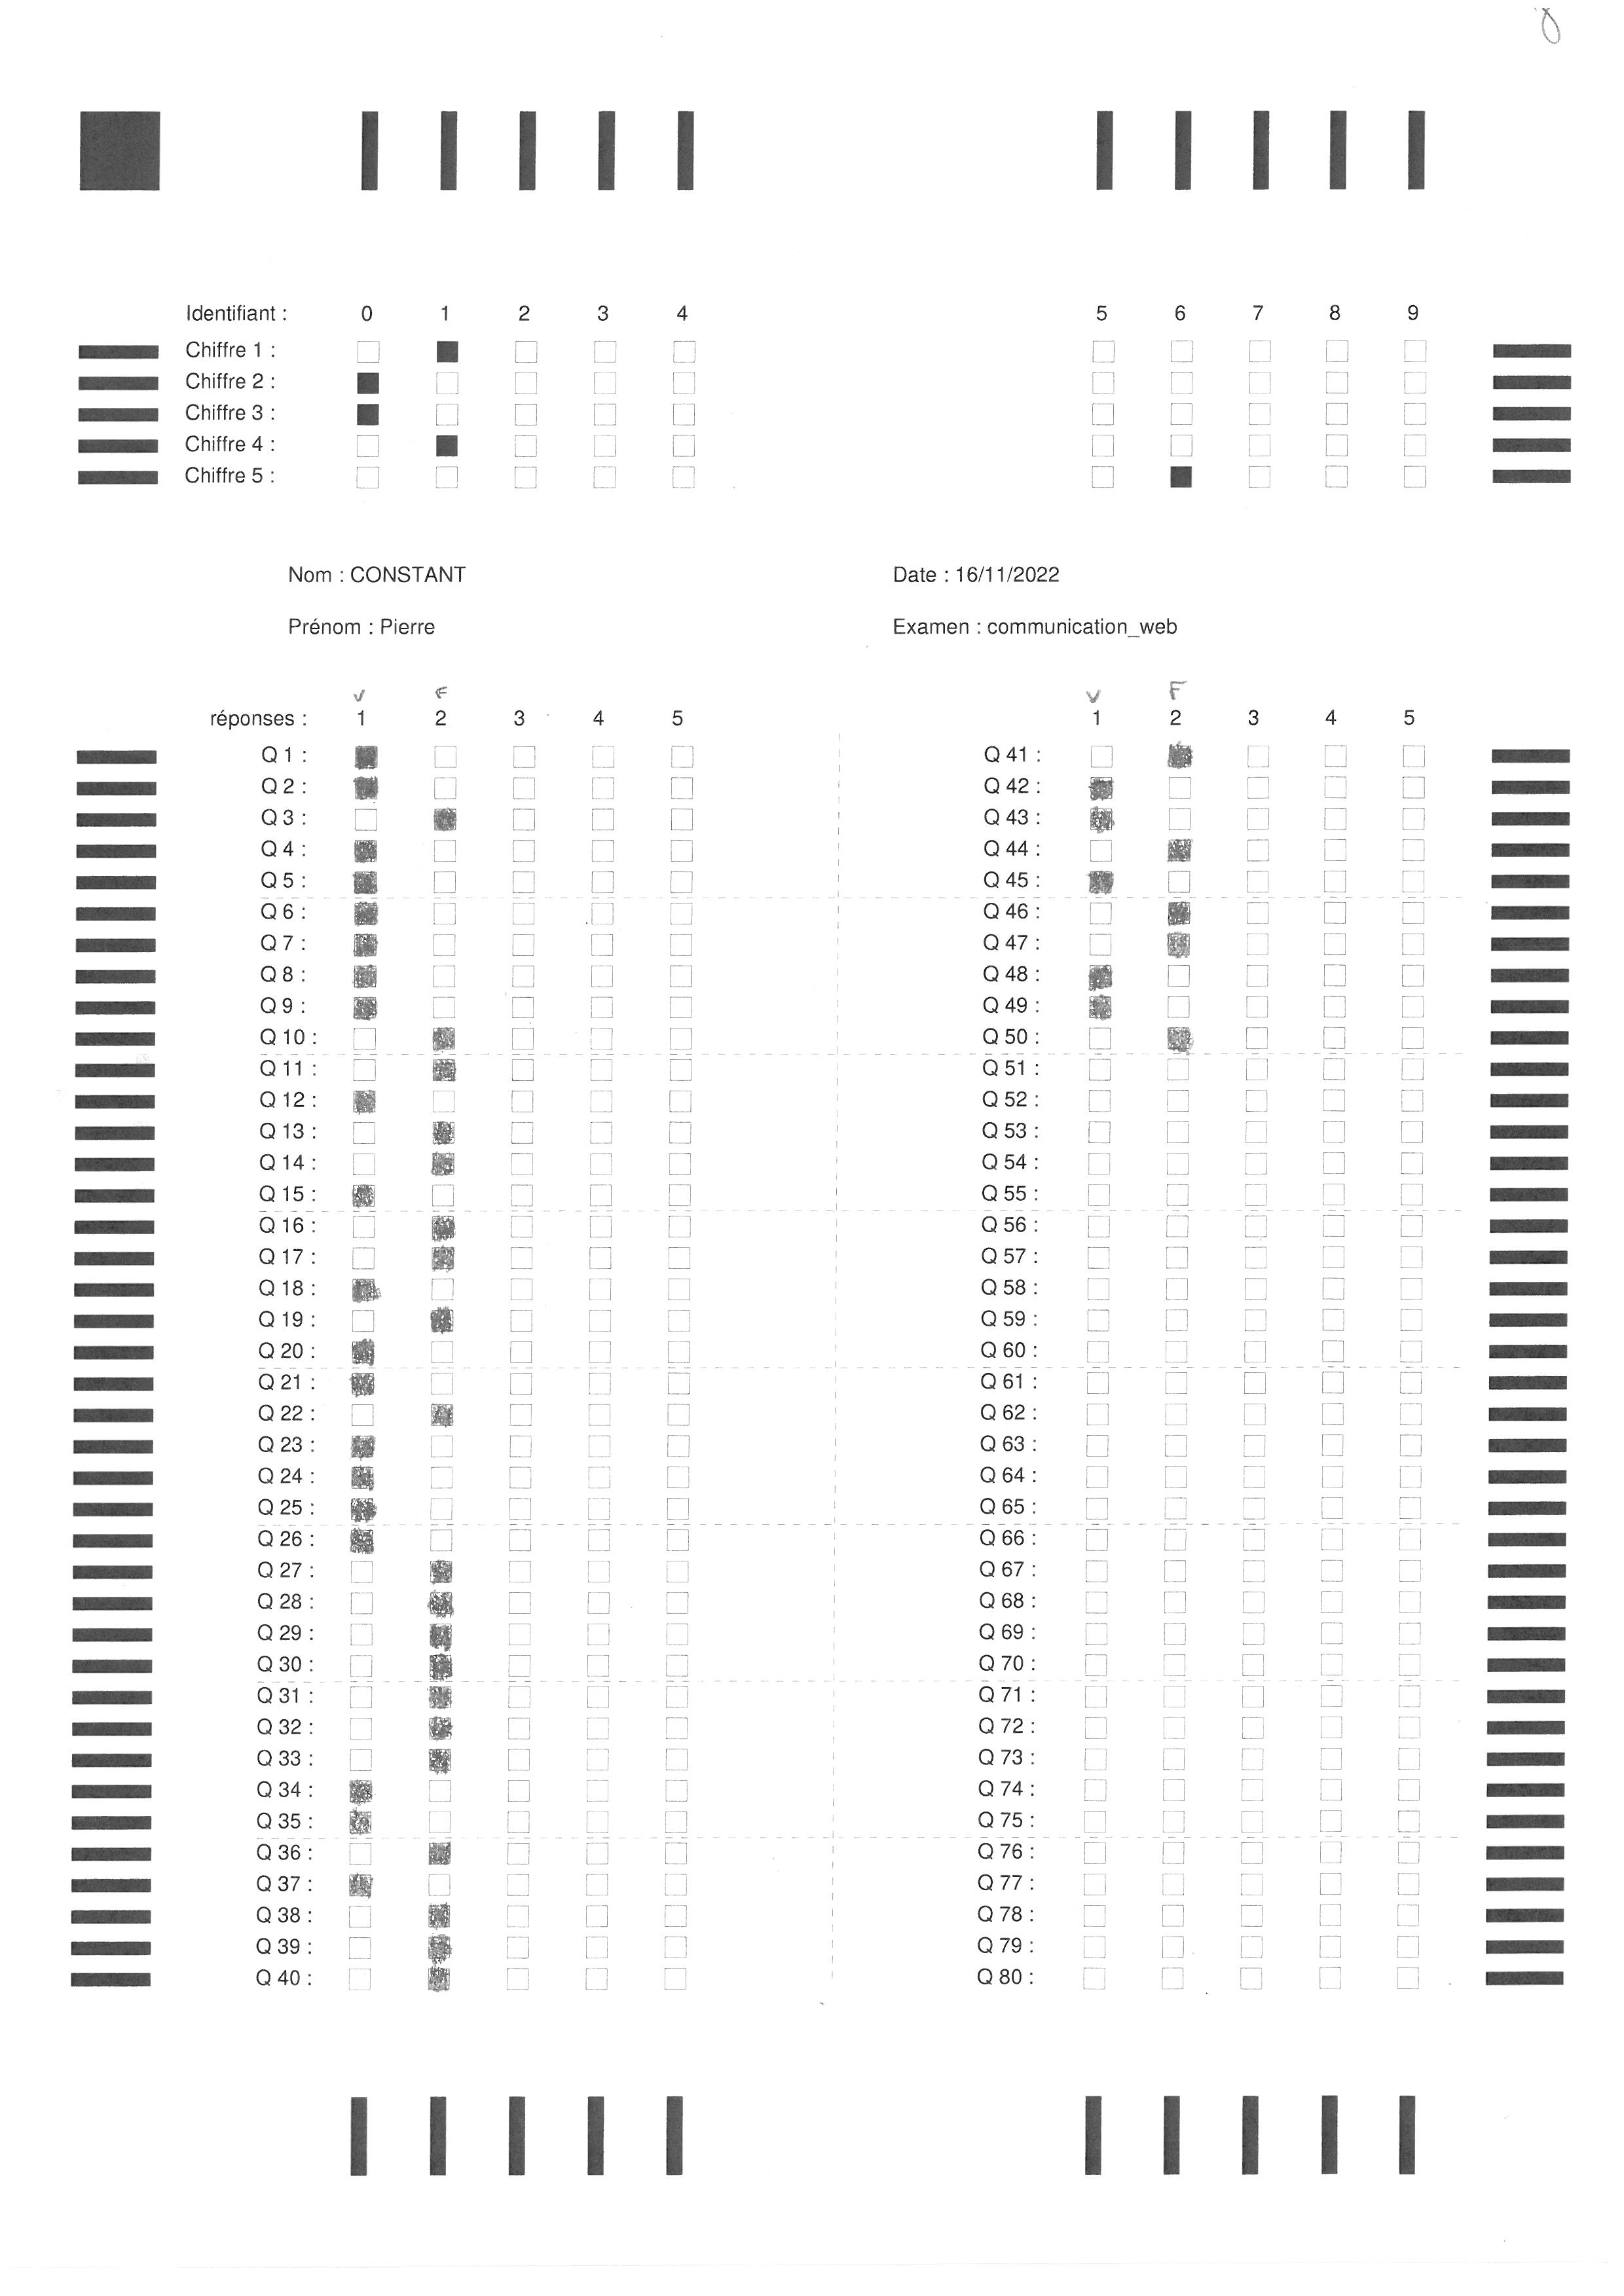 8
Identifiant : 0 1 2 3 4 5 6 7 8 9
Chiffre 1 :
Chiffre 2 :
Chiffre 3 :
Chiffre 4 :
Chiffre 5 :
Nom : CONSTANT Date : 16/11/2022
Prénom : Pierre Examen : communication_web
V F V F
réponses : 1 2 3 4 5 1 2 3 4 5
Q 1 : Q 41 :
Q 2 : Q 42 :
Q 3 : Q 43 :
Q 4 : Q 44 :
Q 5 : Q 45 :
Q 6 : Q 46 :
Q 7 : Q 47 :
Q 8 : Q 48 :
Q 9 : Q 49 :
Q 10 : Q 50 :
Q 11 : Q 51 :
Q 12 : Q 52 :
Q 13 : Q 53 :
Q 14 : Q 54 :
Q 15 : Q 55 :
Q 16 : Q 56 :
Q 17 : Q 57 :
Q 18 : Q 58 :
Q 19 : Q 59 :
Q 20 : Q 60 :
Q 21 : Q 61 :
Q 22 : Q 62 :
Q 23 : Q 63 :
Q 24 : Q 64 :
Q 25 : Q 65 :
Q 26 : Q 66 :
Q 27 : Q 67 :
Q 28 : Q 68 :
Q 29 : Q 69 :
Q 30 : Q 70 :
Q 31 : Q 71 :
Q 32 : Q 72 :
Q 33 : Q 73 :
Q 34 : Q 74 :
Q 35 : Q 75 :
Q 36 : Q 76 :
Q 37 : Q 77 :
Q 38 : Q 78 :
Q 39 : Q 79 :
Q 40 : Q 80 :